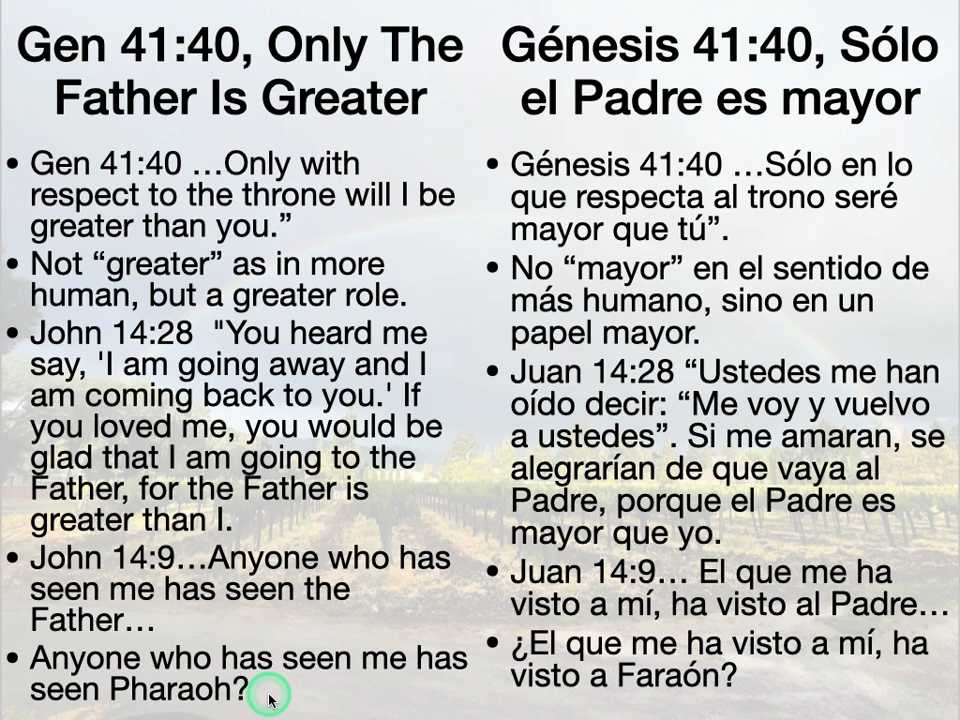 Gen 41:40, Only The
Father Is Greater
• Gen 41:40 …Only with
respect to the throne will I be
greater than you.”
• Not “greater” as in more
human, but a greater role.
• John 14:28  "You heard me
say, 'I am going away and I
am coming back to you.' If
you loved me, you would be
glad that I am going to the
Father, for the Father is
greater than I.
• John 14:9…Anyone who has
seen me has seen the
Father…
• Anyone who has seen me has
seen Pharaoh?
Génesis 41:40, Sólo
el Padre es mayor
• Génesis 41:40 …Sólo en lo
que respecta al trono seré
mayor que tú”.
• No “mayor” en el sentido de
más humano, sino en un
papel mayor.
• Juan 14:28 “Ustedes me han
oído decir: “Me voy y vuelvo
a ustedes”. Si me amaran, se
alegrarían de que vaya al
Padre, porque el Padre es
mayor que yo.
• Juan 14:9… El que me ha
visto a mí, ha visto al Padre…
• ¿El que me ha visto a mí, ha
visto a Faraón?